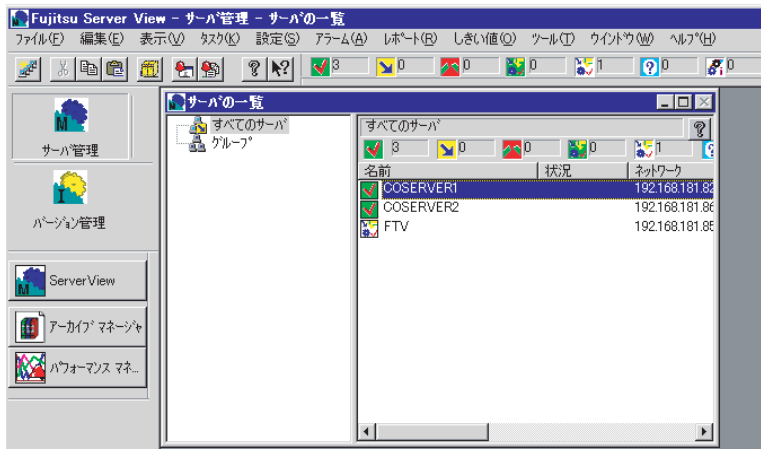 Fujitsu Server View - サーバ管理 - サーバの一覧
ファイル(F) 編集(E) 表示(V) タスク(K) 設定(S) アラーム(A) レポート(R) しきい値(O) ツール(T) ウインドウ(W) ヘルプ(H)
3 0 0 0 1 0 0
サーバ管理
バージョン管理
ServerView
アーカイブ マネージャ
パフォーマンス マネ...
サーバの一覧
すべてのサーバ
グループ
すべてのサーバ
3 0 0 0 1
名前 状況 ネットワーク
COSERVER1 192.168.181.82
COSERVER2 192.168.181.86
FTV 192.168.181.85